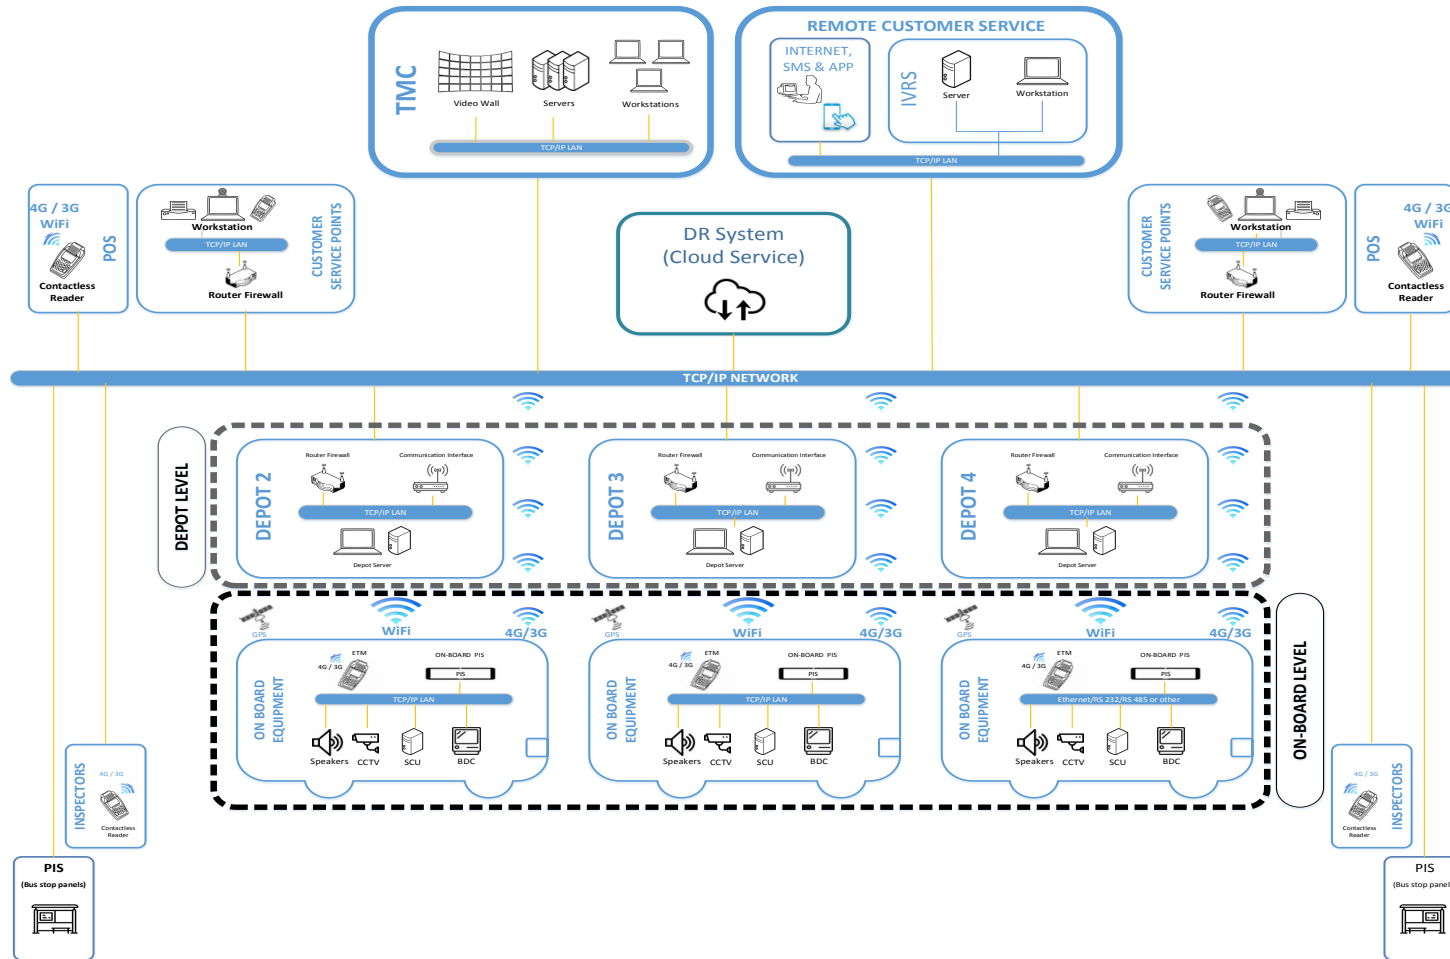 REMOTE CUSTOMER SERVICE
TMC
Video Wall
Servers
Workstations
TCP/IP LAN
INTERNET,
SMS & APP
IVRS
Server
Workstation
TCP/IP LAN
4G / 3G
WiFi
POS
Contactless
Reader
Workstation
TCP/IP LAN
Router Firewall
CUSTOMER
SERVICE POINTS
DR System
(Cloud Service)
CUSTOMER
SERVICE POINTS
Workstation
TCP/IP LAN
Router Firewall
POS
4G / 3G
WiFi
Contactless
Reader
TCP/IP NETWORK
DEPOT LEVEL
DEPOT 2
Router Firewall
Communication Interface
TCP/IP LAN
Depot Server
DEPOT 3
Router Firewall
Communication Interface
TCP/IP LAN
Depot Server
DEPOT 4
Router Firewall
Communication Interface
TCP/IP LAN
Depot Server
ON-BOARD LEVEL
GPS
WiFi
4G/3G
ON BOARD
EQUIPMENT
4G / 3G
ETM
ON-BOARD PIS
PIS
TCP/IP LAN
Speakers
CCTV
SCU
BDC
GPS
WiFi
4G/3G
ON BOARD
EQUIPMENT
4G / 3G
ETM
ON-BOARD PIS
PIS
TCP/IP LAN
Speakers
CCTV
SCU
BDC
GPS
WiFi
4G/3G
ON BOARD
EQUIPMENT
4G / 3G
ETM
ON-BOARD PIS
PIS
Ethernet/RS 232/RS 485 or other
Speakers
CCTV
SCU
BDC
INSPECTORS
4G / 3G
Contactless
Reader
4G / 3G
Contactless
Reader
INSPECTORS
PIS
(Bus stop panels)
PIS
(Bus stop panel